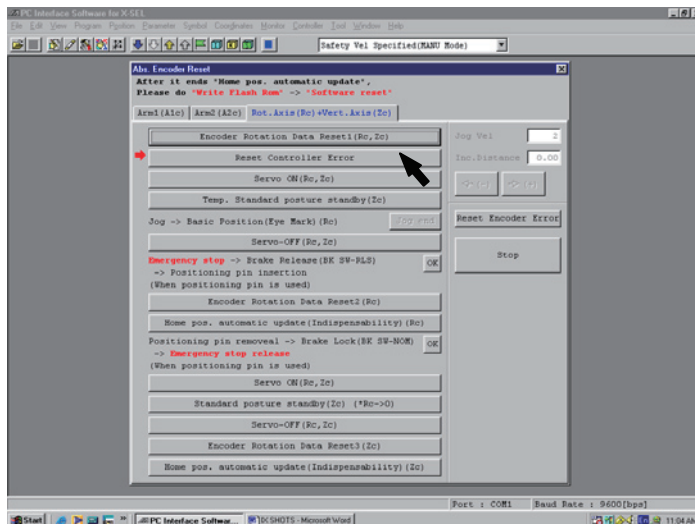 PC Interface Software for X-SEL
File Edit View Program Position Parameter Symbol Coordinates Monitor Controller Tool Window Help
Safety Vel Specified(MANU Mode)
Abs. Encoder Reset
After it ends "Home pos. automatic update",
Please do "Write Flash Rom" -> "Software reset"
Arm1(A1c) Arm2(A2c) Rot.Axis(Rc)+Vert.Axis(Zc)
Encoder Rotation Data Reset1(Rc,Zc)
Jog Vel 2
Reset Controller Error
Inc.Distance 0.00
Servo ON(Rc,Zc)
Temp. Standard posture standby(Zc)
Jog -> Basic Position(Eye Mark)(Rc) Jog end
Reset Encoder Error
Servo-OFF(Rc,Zc)
Stop
Emergency stop -> Brake Release(BK SW-RLS) OK
-> Positioning pin insertion
(When positioning pin is used)
Encoder Rotation Data Reset2(Rc)
Home pos. automatic update(Indispensability)(Rc)
Positioning pin removeal -> Brake Lock(BK SW-NOM) OK
-> Emergency stop release
(When positioning pin is used)
Servo ON(Rc,Zc)
Standard posture standby(Zc) (*Rc->0)
Servo-OFF(Rc,Zc)
Encoder Rotation Data Reset3(Zc)
Home pos. automatic update(Indispensability)(Zc)
Port : COM1 Baud Rate : 9600[bps]
Start PC Interface Softwar... IX SHOTS - Microsoft Word 11:04 AM